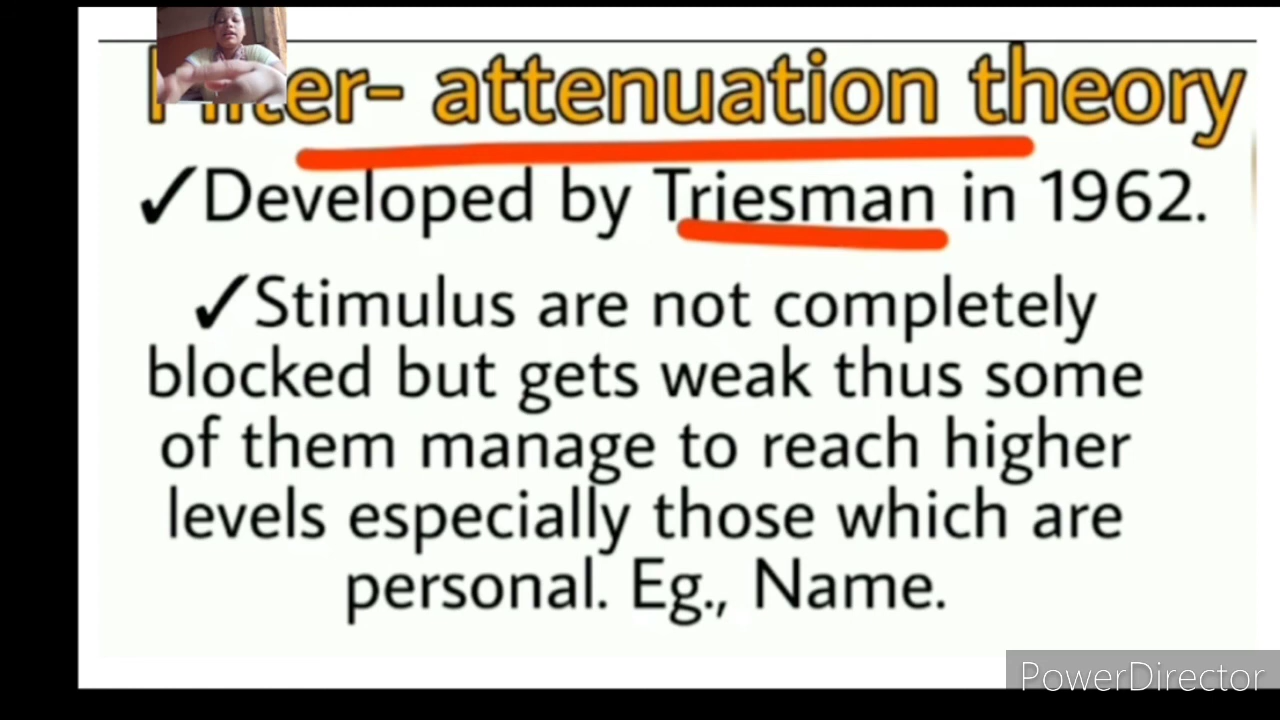 er- attenuation theory
✓Developed by Triesman in 1962.
✓Stimulus are not completely
blocked but gets weak thus some
of them manage to reach higher
levels especially those which are
personal. Eg., Name.
PowerDirector